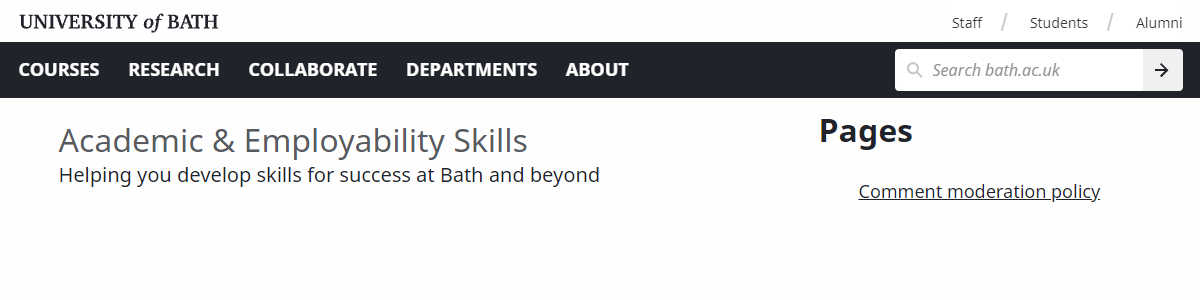 UNIVERSITY of BATH
Staff / Students / Alumni
COURSES RESEARCH COLLABORATE DEPARTMENTS ABOUT
Search bath.ac.uk
Academic & Employability Skills
Helping you develop skills for success at Bath and beyond
Pages
Comment moderation policy